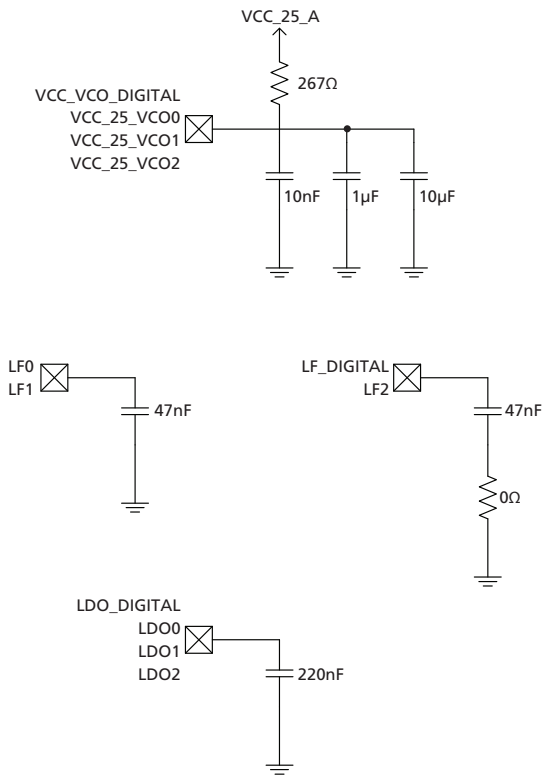 VCC_25_A
267Ω
VCC_VCO_DIGITAL
VCC_25_VCO0
VCC_25_VCO1
VCC_25_VCO2
10nF
1µF
10µF
LF0
LF1
47nF
LF_DIGITAL
LF2
47nF
0Ω
LDO_DIGITAL
LDO0
LDO1
LDO2
220nF